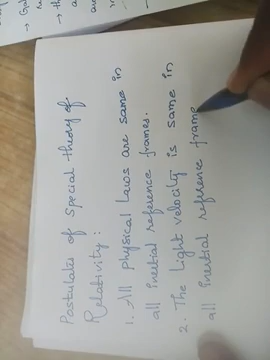 Postulates of special theory of
Relativity:
1. All Physical Laws are same in
all inertial reference frames.
2. The Light velocity is same in
all inertial reference frame